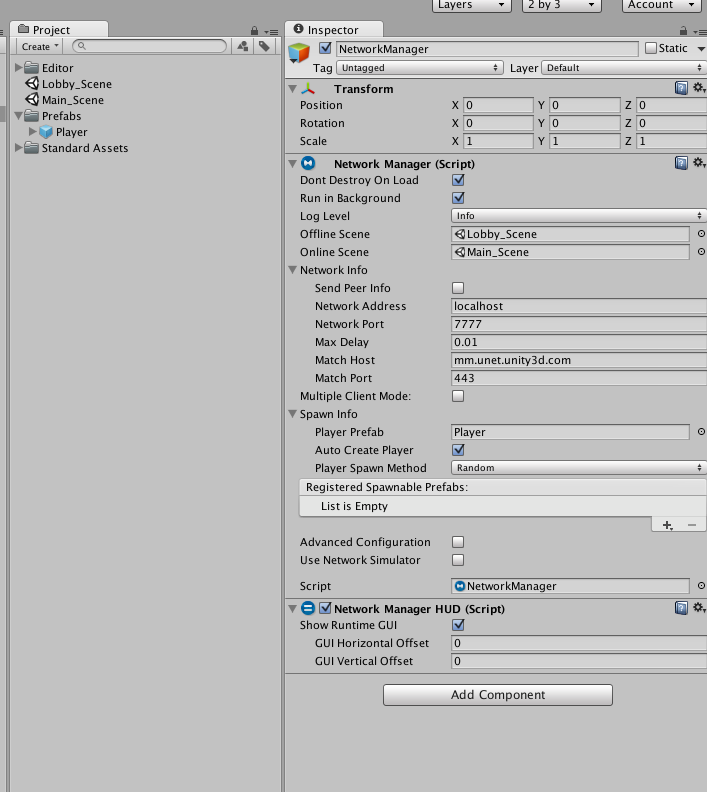 Layers 2 by 3 Account
Project
Create
Editor
Lobby_Scene
Main_Scene
Prefabs
Player
Standard Assets
Inspector
NetworkManager Static
Tag Untagged Layer Default
Transform
Position X 0 Y 0 Z 0
Rotation X 0 Y 0 Z 0
Scale X 1 Y 1 Z 1
Network Manager (Script)
Dont Destroy On Load
Run in Background
Log Level Info
Offline Scene Lobby_Scene
Online Scene Main_Scene
Network Info
Send Peer Info
Network Address localhost
Network Port 7777
Max Delay 0.01
Match Host mm.unet.unity3d.com
Match Port 443
Multiple Client Mode:
Spawn Info
Player Prefab Player
Auto Create Player
Player Spawn Method Random
Registered Spawnable Prefabs:
List is Empty
Advanced Configuration
Use Network Simulator
Script NetworkManager
Network Manager HUD (Script)
Show Runtime GUI
GUI Horizontal Offset 0
GUI Vertical Offset 0
Add Component